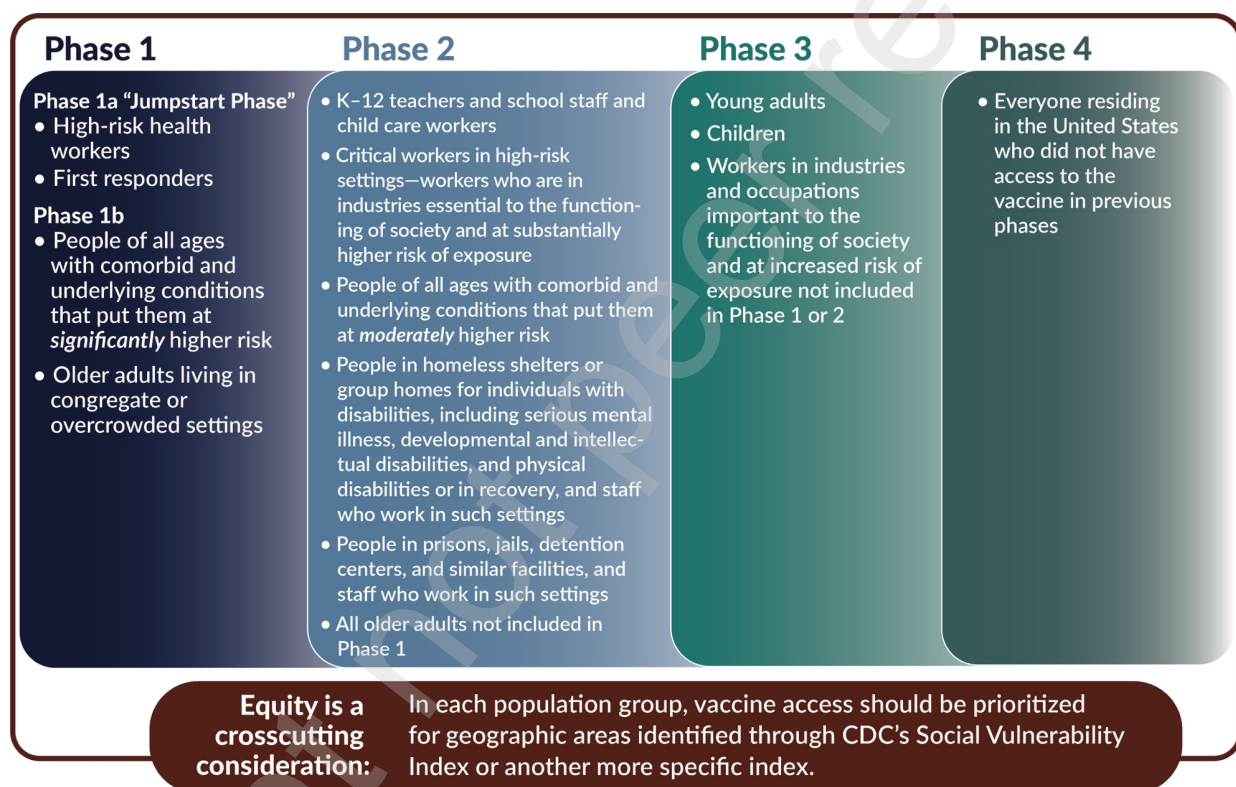 Phase 1
Phase 1a “Jumpstart Phase”
• High-risk health
workers
• First responders
Phase 1b
• People of all ages
with comorbid and
underlying conditions
that put them at
significantly higher risk
• Older adults living in
congregate or
overcrowded settings
Phase 2
• K–12 teachers and school staff and
child care workers
• Critical workers in high-risk
settings—workers who are in
industries essential to the function-
ing of society and at substantially
higher risk of exposure
• People of all ages with comorbid and
underlying conditions that put them
at moderately higher risk
• People in homeless shelters or
group homes for individuals with
disabilities, including serious mental
illness, developmental and intellec-
tual disabilities, and physical
disabilities or in recovery, and staff
who work in such settings
• People in prisons, jails, detention
centers, and similar facilities, and
staff who work in such settings
• All older adults not included in
Phase 1
Phase 3
• Young adults
• Children
• Workers in industries
and occupations
important to the
functioning of society
and at increased risk of
exposure not included
in Phase 1 or 2
Phase 4
• Everyone residing
in the United States
who did not have
access to the
vaccine in previous
phases
Equity is a
crosscutting
consideration:
In each population group, vaccine access should be prioritized
for geographic areas identified through CDC’s Social Vulnerability
Index or another more specific index.
not peer re